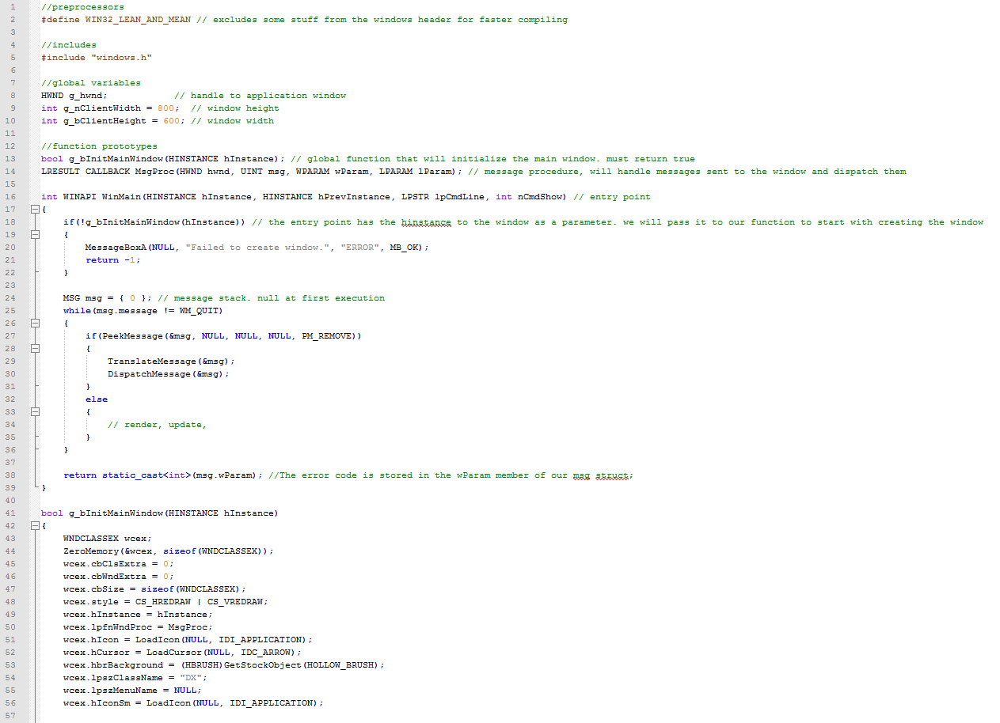 1 //preprocessors
2 #define WIN32_LEAN_AND_MEAN // excludes some stuff from the windows header for faster compiling
3
4 //includes
5 #include "windows.h"
6
7 //global variables
8 HWND g_hwnd;            // handle to application window
9 int g_nClientWidth = 800;  // window height
10 int g_bClientHeight = 600; // window width
11
12 //function prototypes
13 bool g_bInitMainWindow(HINSTANCE hInstance); // global function that will initialize the main window. must return true
14 LRESULT CALLBACK MsgProc(HWND hwnd, UINT msg, WPARAM wParam, LPARAM lParam); // message procedure, will handle messages sent to the window and dispatch them
15
16 int WINAPI WinMain(HINSTANCE hInstance, HINSTANCE hPrevInstance, LPSTR lpCmdLine, int nCmdShow) // entry point
17 {
18     if(!g_bInitMainWindow(hInstance)) // the entry point has the hinstance to the window as a parameter. we will pass it to our function to start with creating the window
19     {
20         MessageBoxA(NULL, "Failed to create window.", "ERROR", MB_OK);
21         return -1;
22     }
23
24     MSG msg = { 0 }; // message stack. null at first execution
25     while(msg.message != WM_QUIT)
26     {
27         if(PeekMessage(&msg, NULL, NULL, NULL, PM_REMOVE))
28         {
29             TranslateMessage(&msg);
30             DispatchMessage(&msg);
31         }
32         else
33         {
34             // render, update,
35         }
36     }
37
38     return static_cast<int>(msg.wParam); //The error code is stored in the wParam member of our msg struct;
39 }
40
41 bool g_bInitMainWindow(HINSTANCE hInstance)
42 {
43     WNDCLASSEX wcex;
44     ZeroMemory(&wcex, sizeof(WNDCLASSEX));
45     wcex.cbClsExtra = 0;
46     wcex.cbWndExtra = 0;
47     wcex.cbSize = sizeof(WNDCLASSEX);
48     wcex.style = CS_HREDRAW | CS_VREDRAW;
49     wcex.hInstance = hInstance;
50     wcex.lpfnWndProc = MsgProc;
51     wcex.hIcon = LoadIcon(NULL, IDI_APPLICATION);
52     wcex.hCursor = LoadCursor(NULL, IDC_ARROW);
53     wcex.hbrBackground = (HBRUSH)GetStockObject(HOLLOW_BRUSH);
54     wcex.lpszClassName = "DX";
55     wcex.lpszMenuName = NULL;
56     wcex.hIconSm = LoadIcon(NULL, IDI_APPLICATION);
57